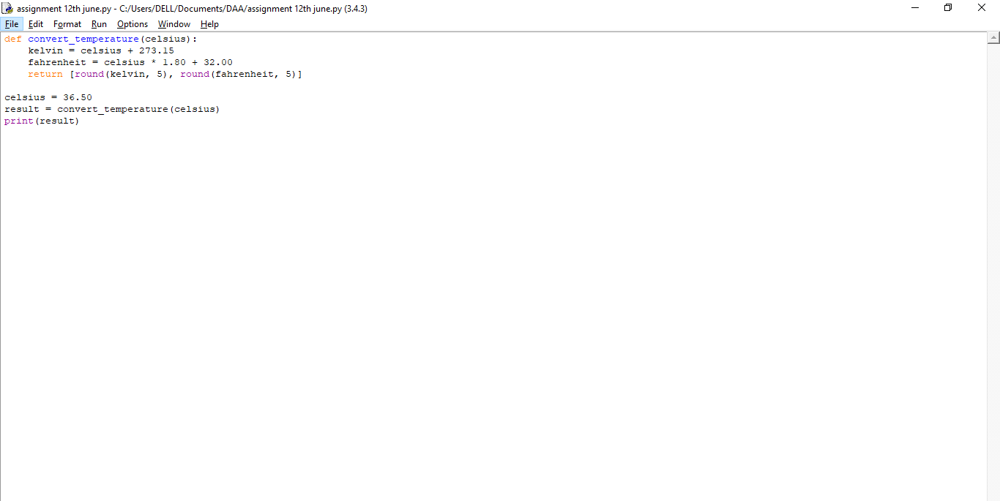 assignment 12th june.py - C:/Users/DELL/Documents/DAA/assignment 12th june.py (3.4.3)
File Edit Format Run Options Window Help
def convert_temperature(celsius):
    kelvin = celsius + 273.15
    fahrenheit = celsius * 1.80 + 32.00
    return [round(kelvin, 5), round(fahrenheit, 5)]

celsius = 36.50
result = convert_temperature(celsius)
print(result)